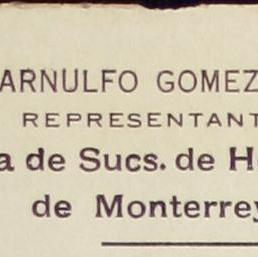 ARNULFO GOMEZ
REPRESENTANT
a de Sucs. de H
de Monterrey